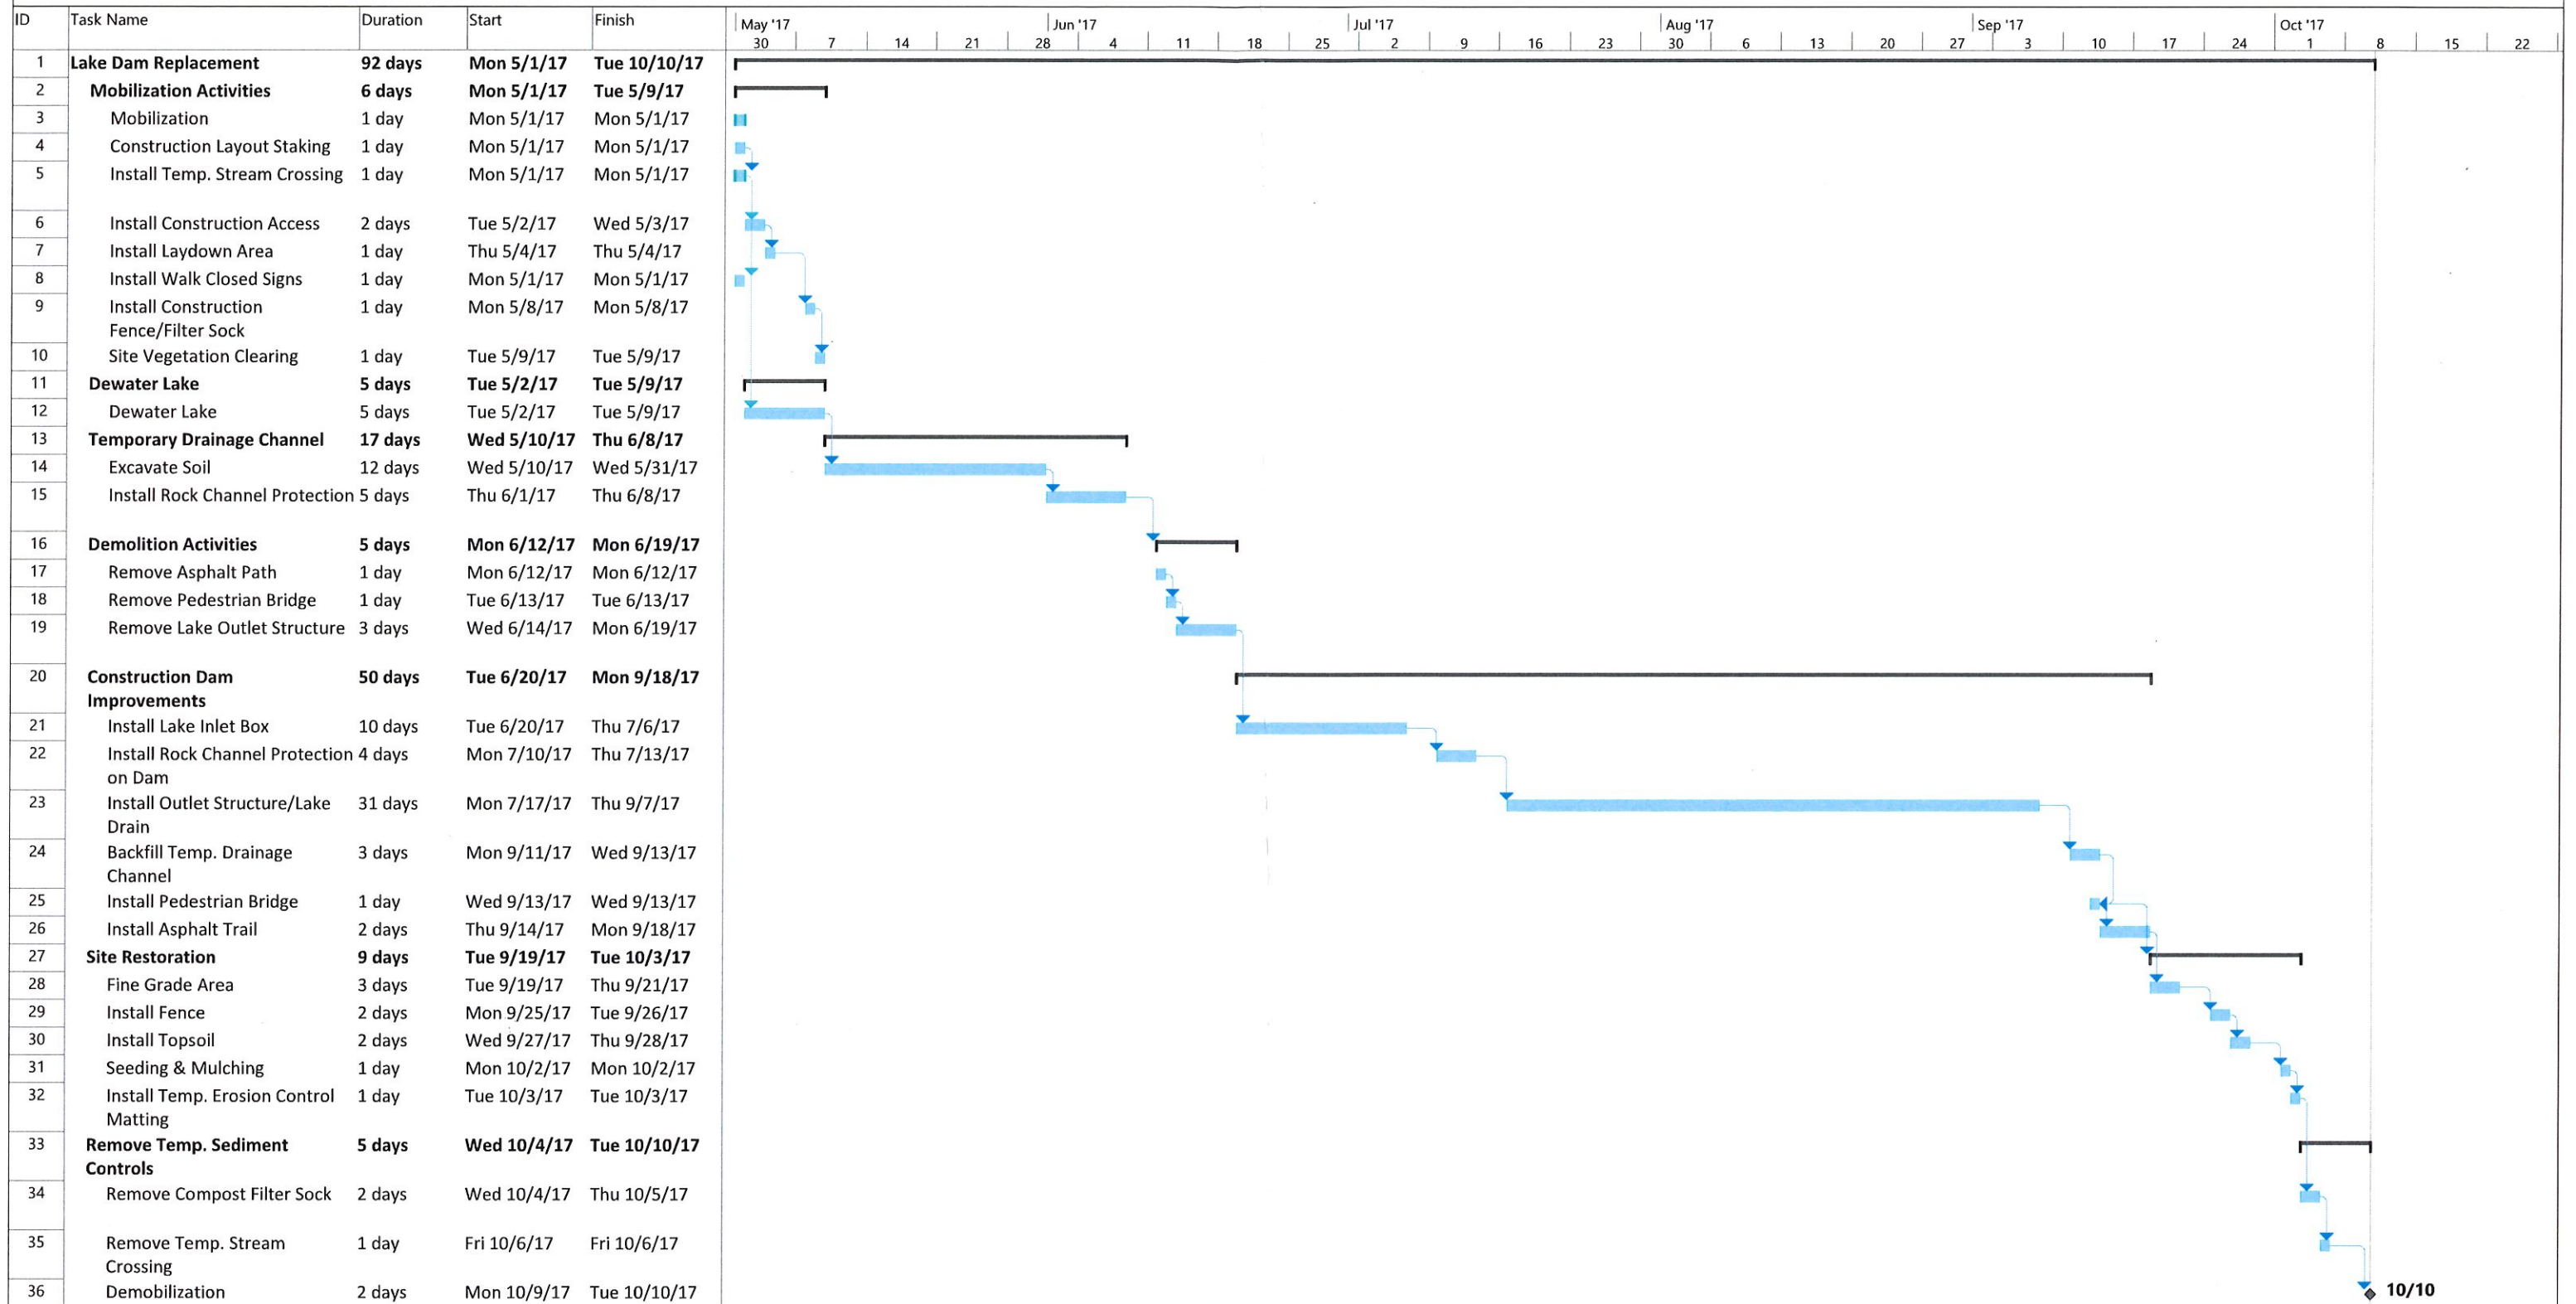 ID Task Name Duration Start Finish May '17 Jun '17 Jul '17 Aug '17 Sep '17 Oct '17
30 7 14 21 28 4 11 18 25 2 9 16 23 30 6 13 20 27 3 10 17 24 1 8 15 22
1 Lake Dam Replacement 92 days Mon 5/1/17 Tue 10/10/17
2 Mobilization Activities 6 days Mon 5/1/17 Tue 5/9/17
3 Mobilization 1 day Mon 5/1/17 Mon 5/1/17
4 Construction Layout Staking 1 day Mon 5/1/17 Mon 5/1/17
5 Install Temp. Stream Crossing 1 day Mon 5/1/17 Mon 5/1/17
6 Install Construction Access 2 days Tue 5/2/17 Wed 5/3/17
7 Install Laydown Area 1 day Thu 5/4/17 Thu 5/4/17
8 Install Walk Closed Signs 1 day Mon 5/1/17 Mon 5/1/17
9 Install Construction 1 day Mon 5/8/17 Mon 5/8/17
Fence/Filter Sock
10 Site Vegetation Clearing 1 day Tue 5/9/17 Tue 5/9/17
11 Dewater Lake 5 days Tue 5/2/17 Tue 5/9/17
12 Dewater Lake 5 days Tue 5/2/17 Tue 5/9/17
13 Temporary Drainage Channel 17 days Wed 5/10/17 Thu 6/8/17
14 Excavate Soil 12 days Wed 5/10/17 Wed 5/31/17
15 Install Rock Channel Protection 5 days Thu 6/1/17 Thu 6/8/17
16 Demolition Activities 5 days Mon 6/12/17 Mon 6/19/17
17 Remove Asphalt Path 1 day Mon 6/12/17 Mon 6/12/17
18 Remove Pedestrian Bridge 1 day Tue 6/13/17 Tue 6/13/17
19 Remove Lake Outlet Structure 3 days Wed 6/14/17 Mon 6/19/17
20 Construction Dam 50 days Tue 6/20/17 Mon 9/18/17
Improvements
21 Install Lake Inlet Box 10 days Tue 6/20/17 Thu 7/6/17
22 Install Rock Channel Protection 4 days Mon 7/10/17 Thu 7/13/17
on Dam
23 Install Outlet Structure/Lake 31 days Mon 7/17/17 Thu 9/7/17
Drain
24 Backfill Temp. Drainage 3 days Mon 9/11/17 Wed 9/13/17
Channel
25 Install Pedestrian Bridge 1 day Wed 9/13/17 Wed 9/13/17
26 Install Asphalt Trail 2 days Thu 9/14/17 Mon 9/18/17
27 Site Restoration 9 days Tue 9/19/17 Tue 10/3/17
28 Fine Grade Area 3 days Tue 9/19/17 Thu 9/21/17
29 Install Fence 2 days Mon 9/25/17 Tue 9/26/17
30 Install Topsoil 2 days Wed 9/27/17 Thu 9/28/17
31 Seeding & Mulching 1 day Mon 10/2/17 Mon 10/2/17
32 Install Temp. Erosion Control 1 day Tue 10/3/17 Tue 10/3/17
Matting
33 Remove Temp. Sediment 5 days Wed 10/4/17 Tue 10/10/17
Controls
34 Remove Compost Filter Sock 2 days Wed 10/4/17 Thu 10/5/17
35 Remove Temp. Stream 1 day Fri 10/6/17 Fri 10/6/17
Crossing
36 Demobilization 2 days Mon 10/9/17 Tue 10/10/17 10/10